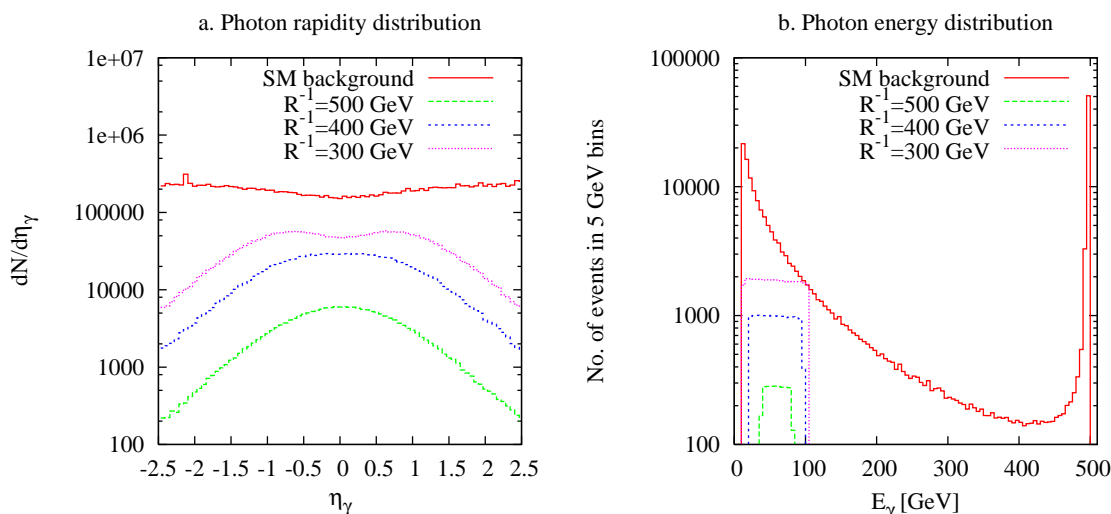 a. Photon rapidity distribution
1e+07
1e+06
100000
10000
1000
100
dN/dηγ
SM background
R⁻¹=500 GeV
R⁻¹=400 GeV
R⁻¹=300 GeV
-2.5 -2 -1.5 -1 -0.5 0 0.5 1 1.5 2 2.5
ηγ
b. Photon energy distribution
100000
10000
1000
100
No. of events in 5 GeV bins
SM background
R⁻¹=500 GeV
R⁻¹=400 GeV
R⁻¹=300 GeV
0 100 200 300 400 500
Eγ [GeV]